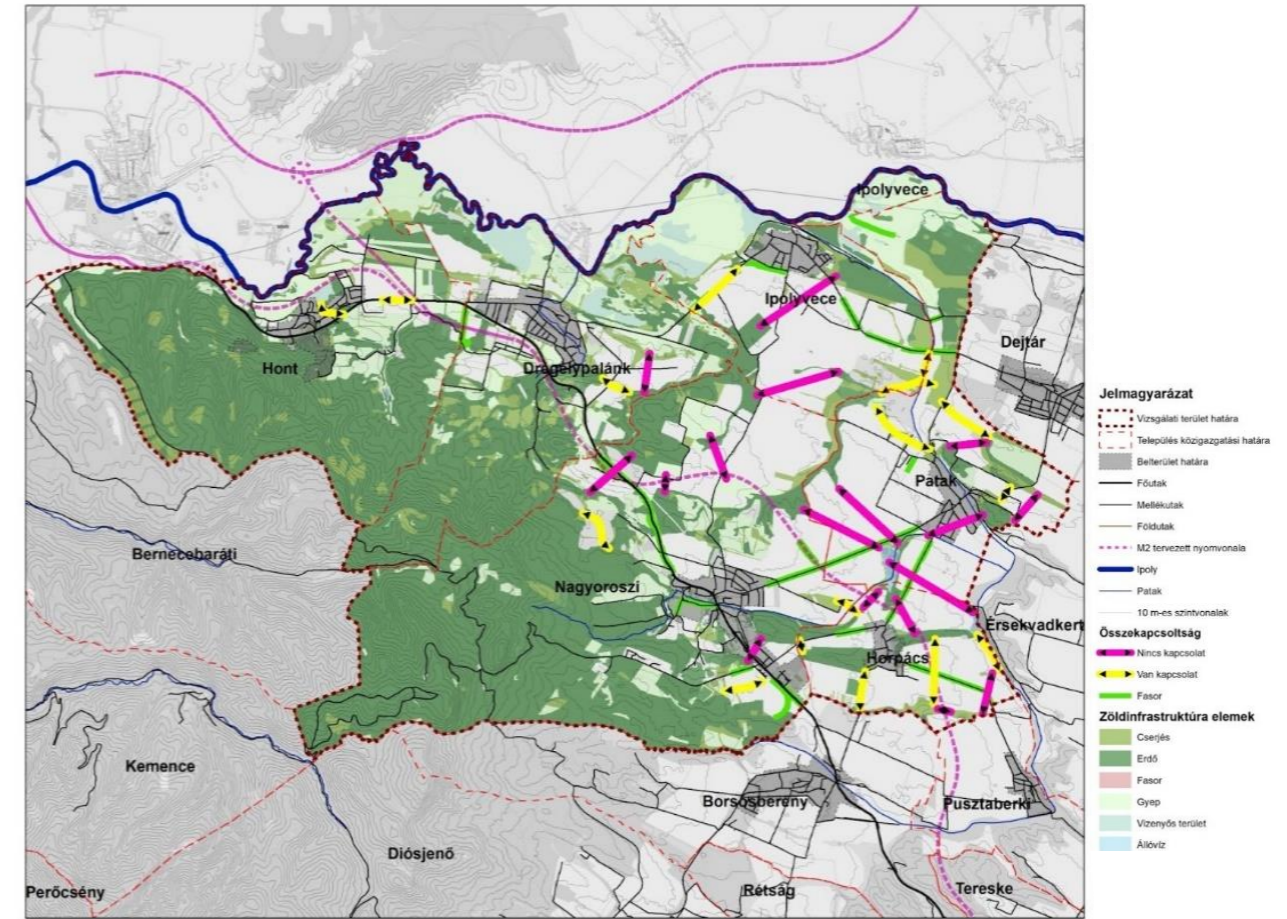 Ipolyvece
Ipolyvece
Dejtár
Hont
Drégelypalánk
Patak
Bernecebaráti
Nagyoroszi
Érsekvadkert
Horpács
Kemence
Borsosberény
Pusztaberki
Diósjenő
Perőcsény
Rétság
Tereske
Jelmagyarázat
Vizsgálati terület határa
Település közigazgatási határa
Belterület határa
Főutak
Mellékutak
Földutak
M2 tervezett nyomvonala
Ipoly
Patak
10 m-es szintvonalak
Összekapcsoltság
Nincs kapcsolat
Van kapcsolat
Fasor
Zöldinfrastruktúra elemek
Cserjés
Erdő
Fasor
Gyep
Vizenyős terület
Állóvíz